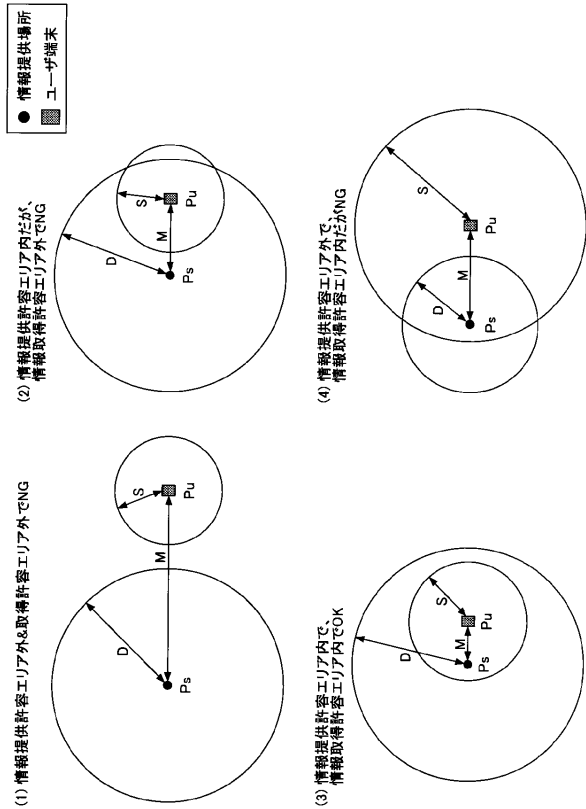 (1) 情報提供許容エリア外&取得許容エリア外でNG
D
M
S
Ps
Pu
(2) 情報提供許容エリア内だが、
情報取得許容エリア外でNG
D
S
M
Ps
Pu
● 情報提供場所
ユーザ端末
(3) 情報提供許容エリア内で、
情報取得許容エリア内でOK
D
S
M
Ps
Pu
(4) 情報提供許容エリア外で、
情報取得許容エリア内だがNG
S
D
M
Ps
Pu